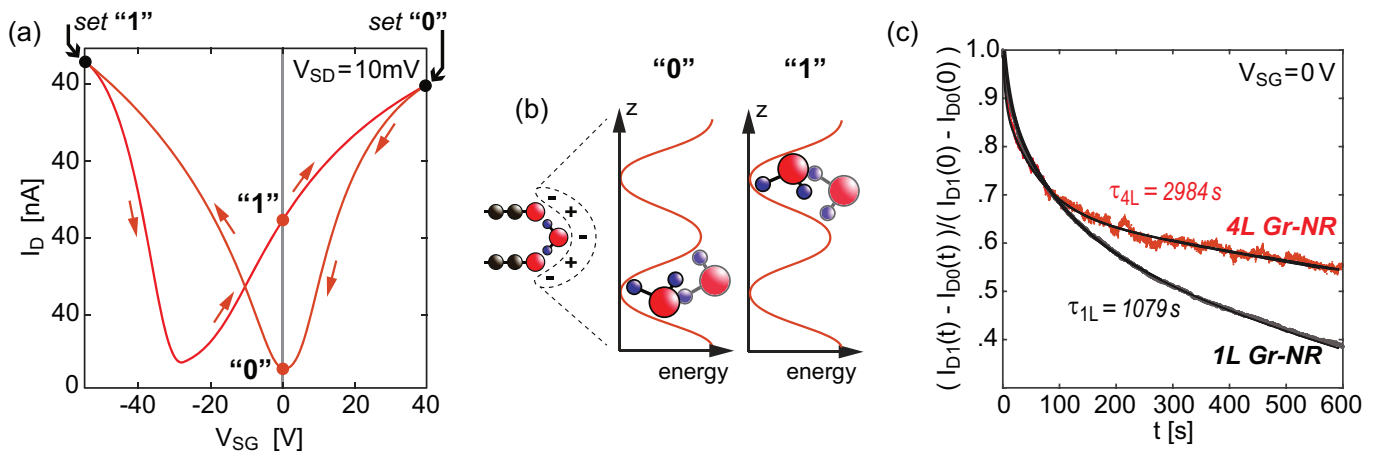 (a)
set "1"
set "0"
V_SD = 10mV
40
40
40
40
0
I_D [nA]
"1"
"0"
-40 -20 0 20 40
V_SG [V]
(b)
"0" "1"
z z
- + - + -
energy energy
(c)
V_SG = 0 V
1.0
.9
.8
.7
.6
.5
.4
( I_D1(t) - I_D0(t) )/( I_D1(0) - I_D0(0) )
τ_4L = 2984 s
4L Gr-NR
τ_1L = 1079 s
1L Gr-NR
0 100 200 300 400 500 600
t [s]